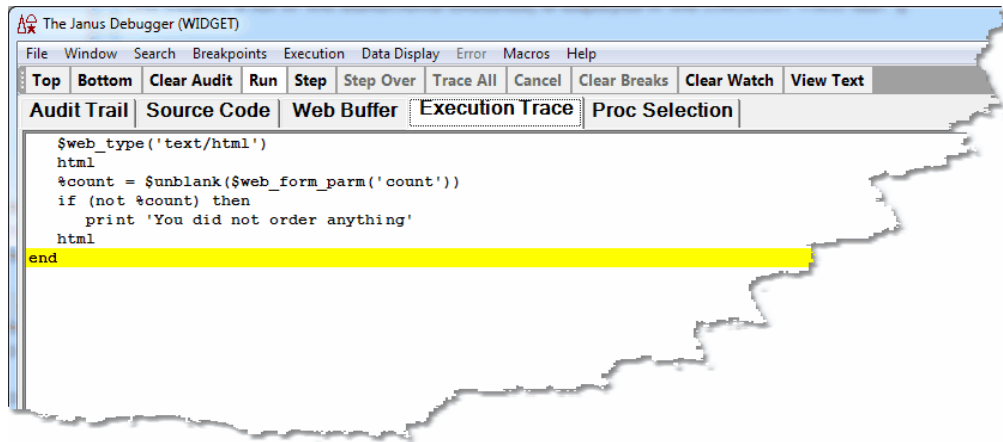 The Janus Debugger (WIDGET)
File Window Search Breakpoints Execution Data Display Error Macros Help
Top Bottom Clear Audit Run Step Step Over Trace All Cancel Clear Breaks Clear Watch View Text
Audit Trail Source Code Web Buffer Execution Trace Proc Selection
$web_type('text/html')
html
%count = $unblank($web_form_parm('count'))
if (not %count) then
print 'You did not order anything'
html
end